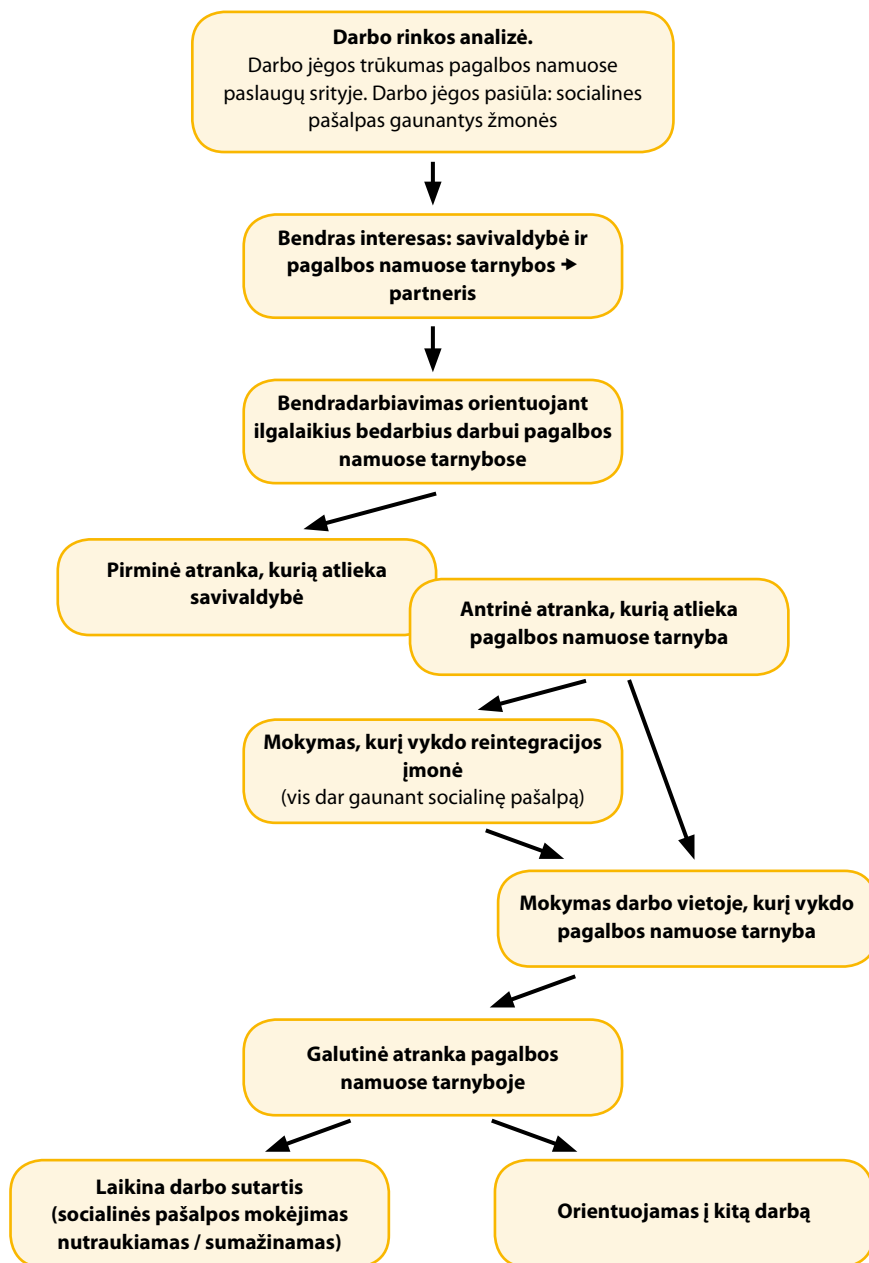 Darbo rinkos analizė.
Darbo jėgos trūkumas pagalbos namuose
paslaugų srityje. Darbo jėgos pasiūla: socialines
pašalpas gaunantys žmonės
Bendras interesas: savivaldybė ir
pagalbos namuose tarnybos →
partneris
Bendradarbiavimas orientuojant
ilgalaikius bedarbius darbui pagalbos
namuose tarnybose
Pirminė atranka, kurią atlieka
savivaldybė
Antrinė atranka, kurią atlieka
pagalbos namuose tarnyba
Mokymas, kurį vykdo reintegracijos
įmonė
(vis dar gaunant socialinę pašalpą)
Mokymas darbo vietoje, kurį vykdo
pagalbos namuose tarnyba
Galutinė atranka pagalbos
namuose tarnyboje
Laikina darbo sutartis
(socialinės pašalpos mokėjimas
nutraukiamas / sumažinamas)
Orientuojamas į kitą darbą